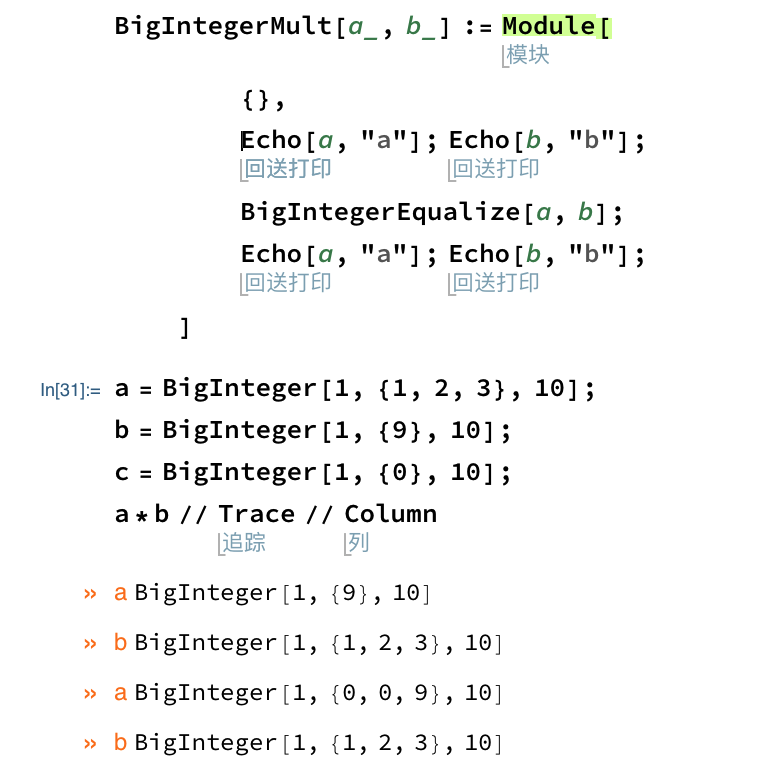 BigIntegerMult[a_, b_] := Module[
模块
{},
Echo[a, "a"]; Echo[b, "b"];
回送打印 回送打印
BigIntegerEqualize[a, b];
Echo[a, "a"]; Echo[b, "b"];
回送打印 回送打印
]
In[31]:= a = BigInteger[1, {1, 2, 3}, 10];
b = BigInteger[1, {9}, 10];
c = BigInteger[1, {0}, 10];
a * b // Trace // Column
追踪 列
» a BigInteger[1, {9}, 10]
» b BigInteger[1, {1, 2, 3}, 10]
» a BigInteger[1, {0, 0, 9}, 10]
» b BigInteger[1, {1, 2, 3}, 10]